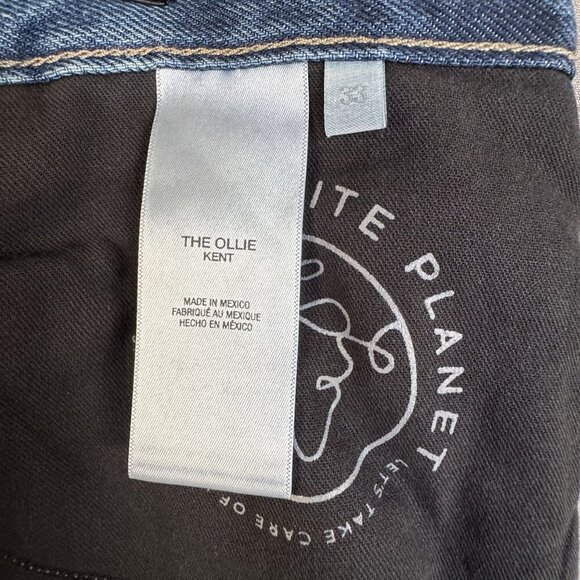 33
THE OLLIE
KENT
MADE IN MEXICO
FABRIQUÉ AU MEXIQUE
HECHO EN MÉXICO
ITE PLANET
LET'S TAKE CARE OF